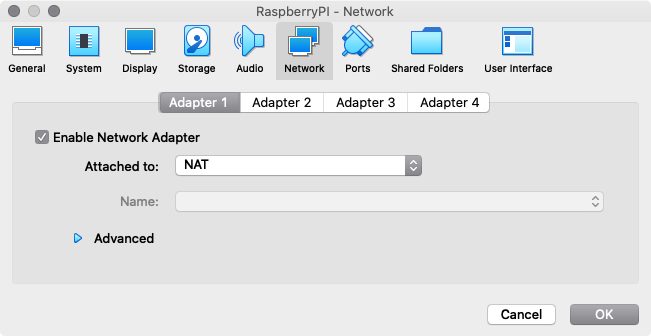 RaspberryPI - Network
General System Display Storage Audio Network Ports Shared Folders User Interface
Adapter 1 Adapter 2 Adapter 3 Adapter 4
Enable Network Adapter
Attached to: NAT
Name:
Advanced
Cancel OK